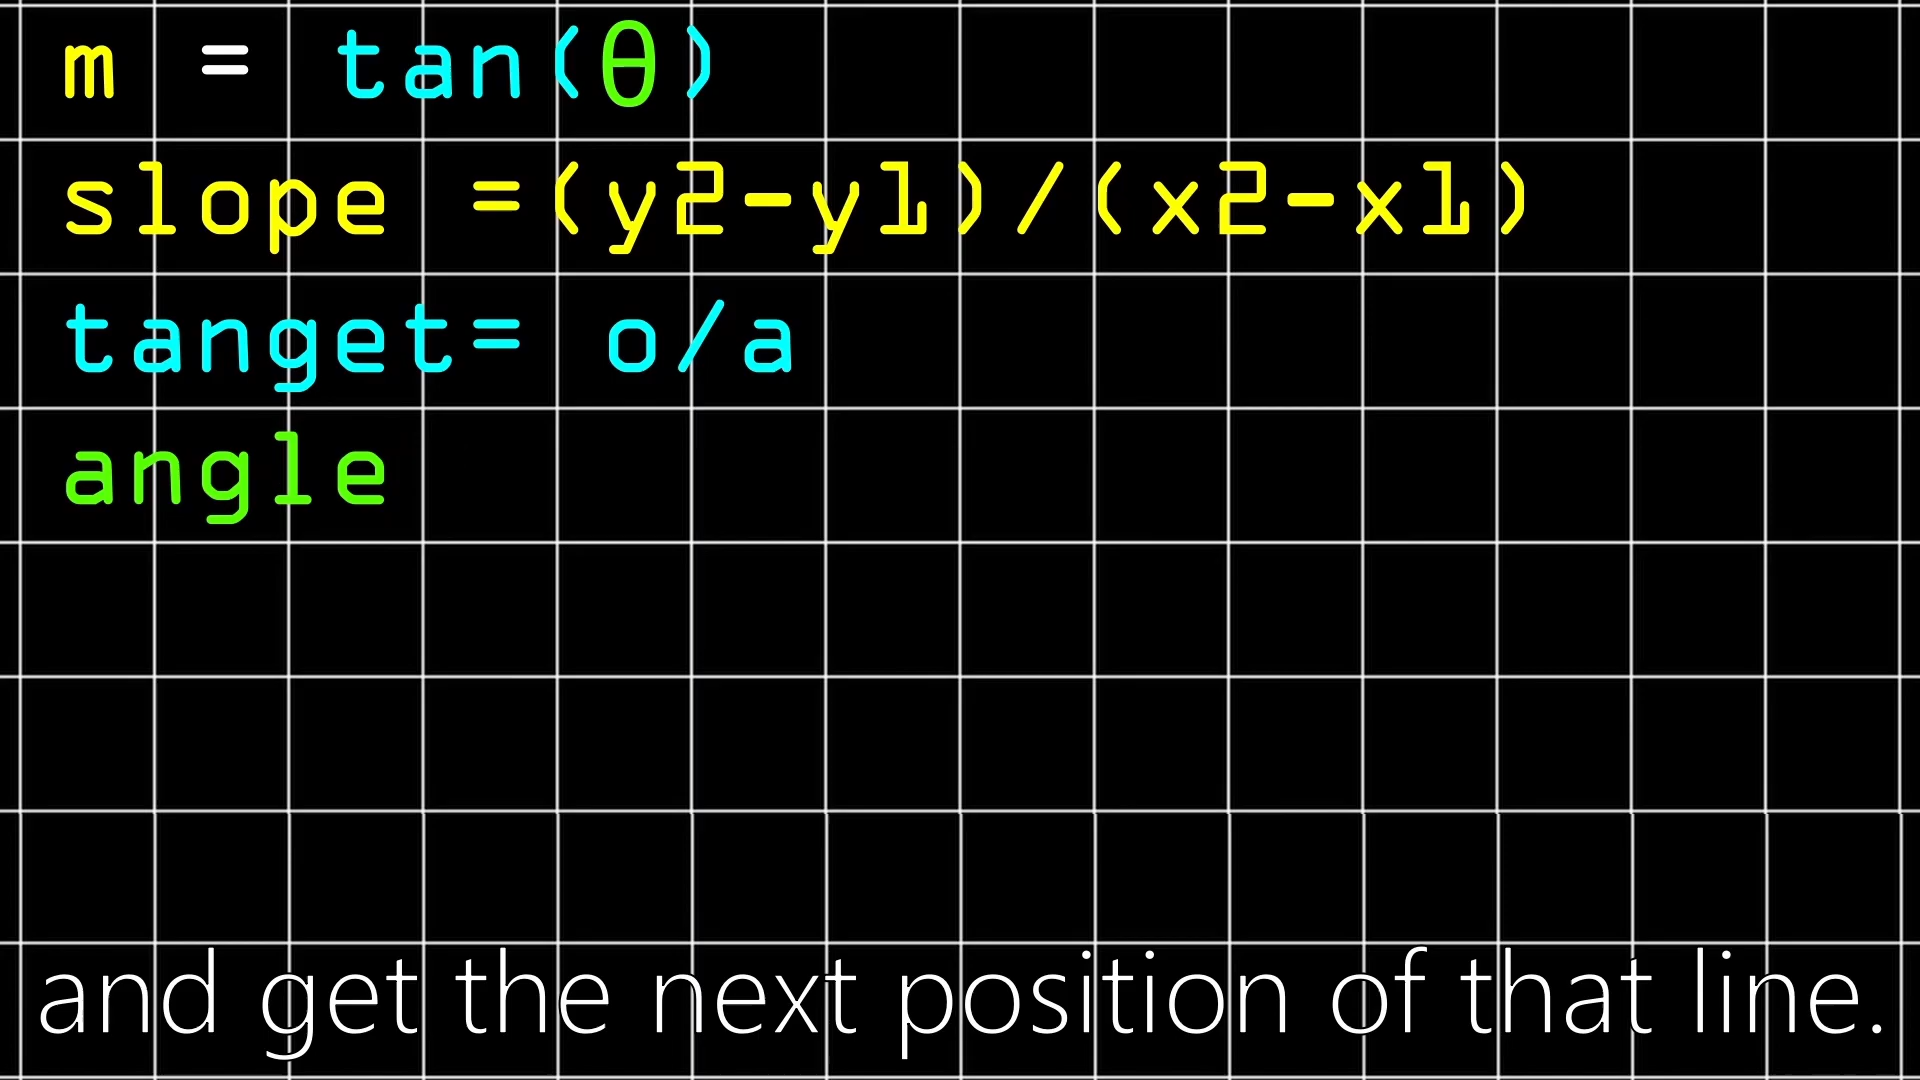 m = tan(θ)
slope =(y2-y1)/(x2-x1)
tanget= o/a
angle
and get the next position of that line.